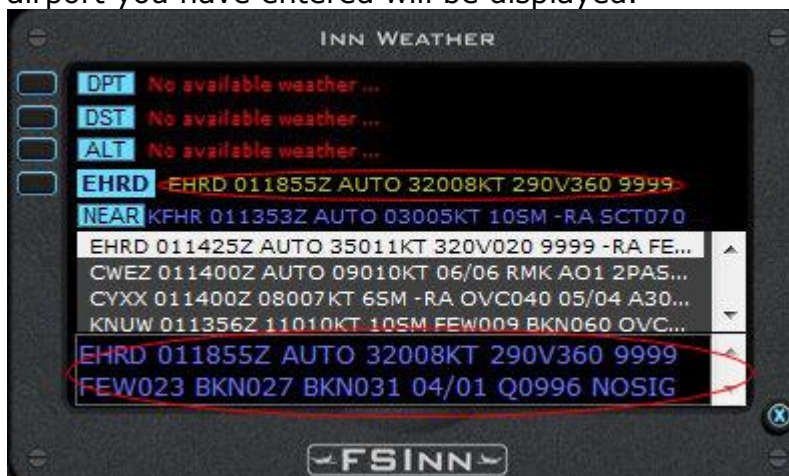 airport you have entered will be displayed.
INN WEATHER
DPT No available weather ...
DST No available weather ...
ALT No available weather ...
EHRD EHRD 011855Z AUTO 32008KT 290V360 9999
NEAR KFHR 011353Z AUTO 03005KT 10SM -RA SCT070
EHRD 011425Z AUTO 35011KT 320V020 9999 -RA FE...
CWEZ 011400Z AUTO 09010KT 06/06 RMK AO1 2PAS...
CYXX 011400Z 08007KT 6SM -RA OVC040 05/04 A30...
KNUW 011356Z 11010KT 10SM FEW009 BKN060 OVC...
EHRD 011855Z AUTO 32008KT 290V360 9999
FEW023 BKN027 BKN031 04/01 Q0996 NOSIG
X
FSINN